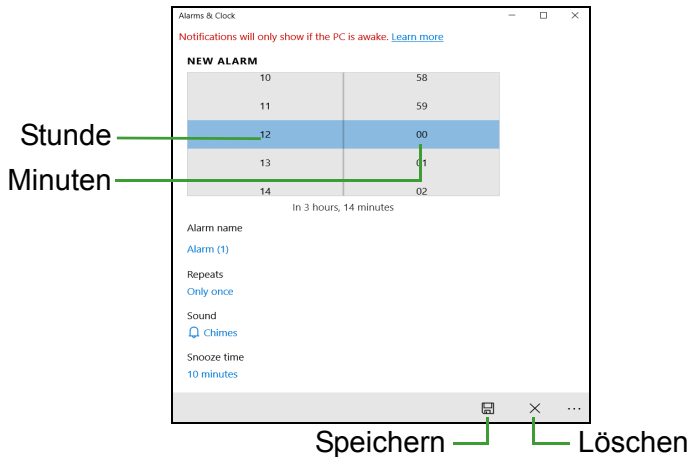 Alarms & Clock
Notifications will only show if the PC is awake. Learn more
NEW ALARM
10 58
11 59
Stunde 12 00
Minuten 13 01
14 02
In 3 hours, 14 minutes
Alarm name
Alarm (1)
Repeats
Only once
Sound
Chimes
Snooze time
10 minutes
Speichern Löschen